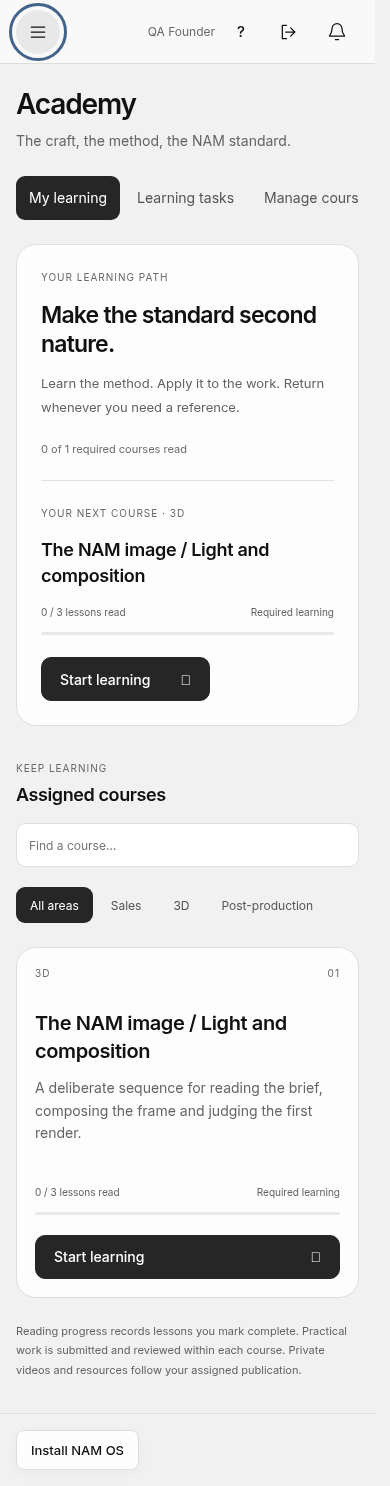 QA Founder ?
Academy
The craft, the method, the NAM standard.
My learning Learning tasks Manage cours
YOUR LEARNING PATH
Make the standard second
nature.
Learn the method. Apply it to the work. Return
whenever you need a reference.
0 of 1 required courses read
YOUR NEXT COURSE · 3D
The NAM image / Light and
composition
0 / 3 lessons read Required learning
Start learning
KEEP LEARNING
Assigned courses
Find a course...
All areas Sales 3D Post-production
3D 01
The NAM image / Light and
composition
A deliberate sequence for reading the brief,
composing the frame and judging the first
render.
0 / 3 lessons read Required learning
Start learning
Reading progress records lessons you mark complete. Practical
work is submitted and reviewed within each course. Private
videos and resources follow your assigned publication.
Install NAM OS